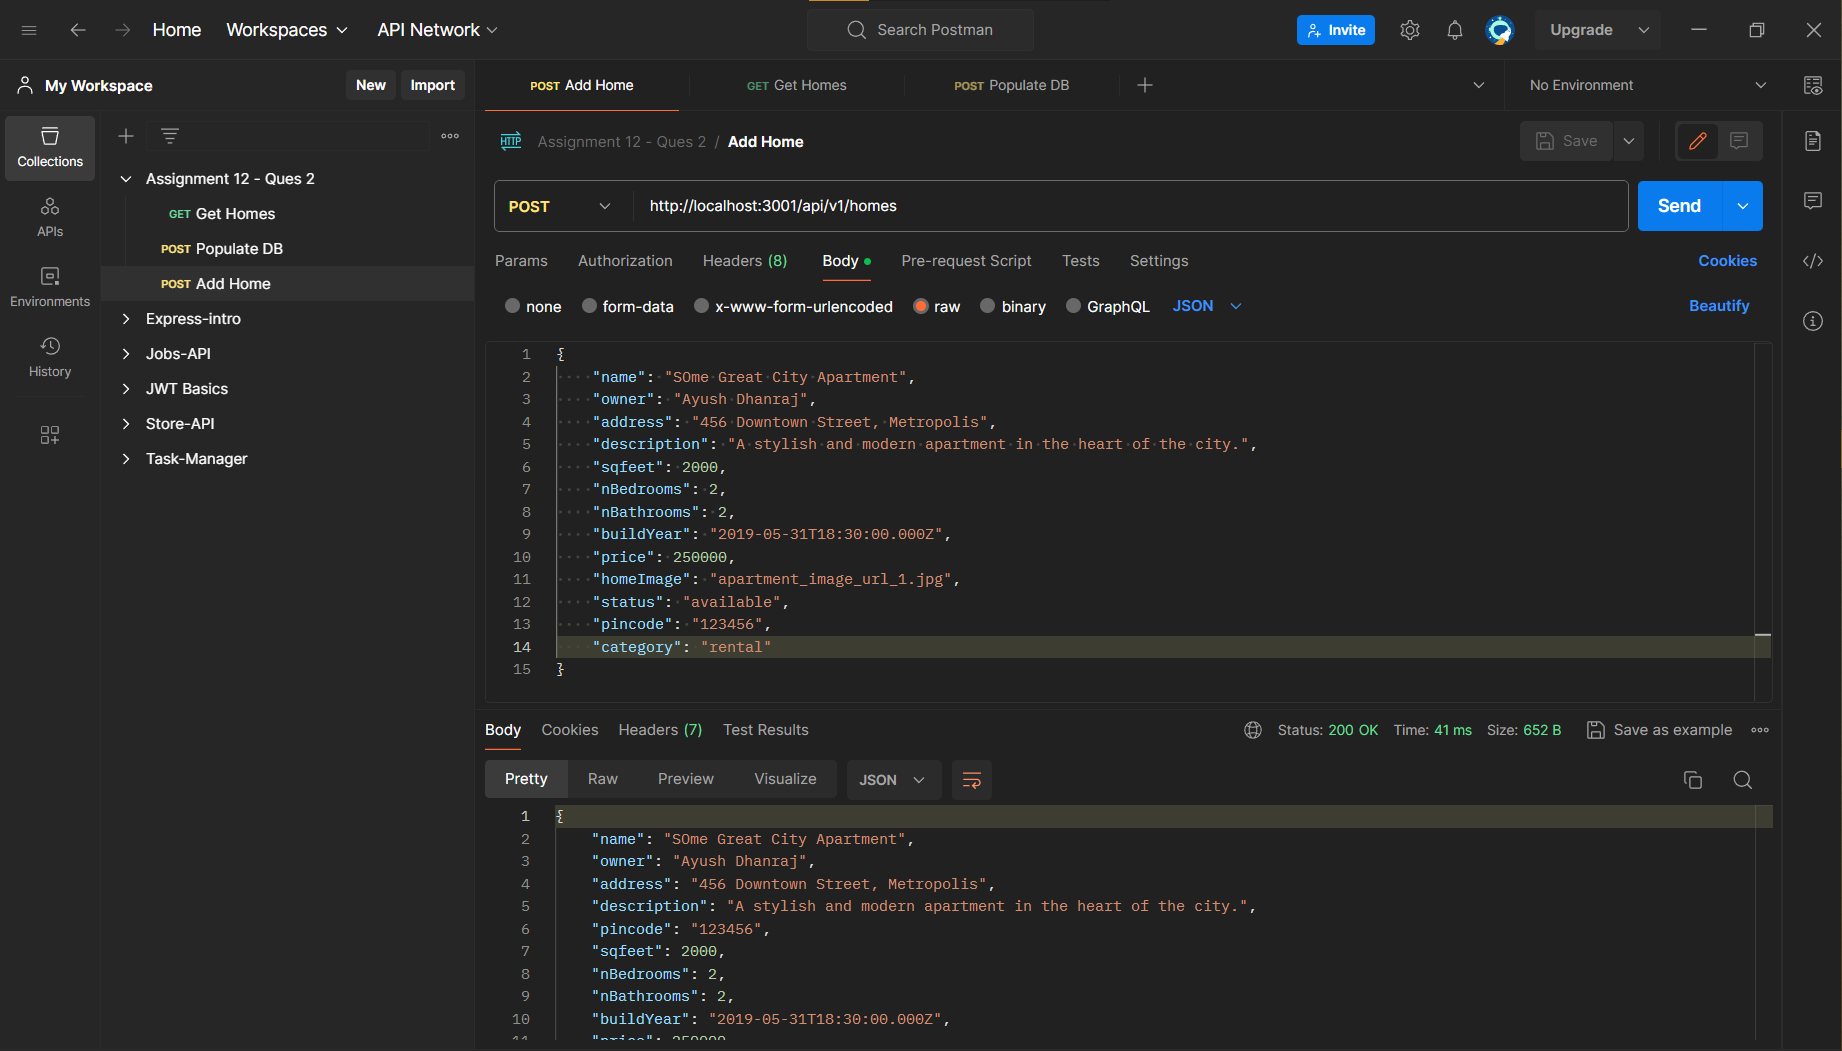 Home Workspaces API Network Search Postman Invite Upgrade
My Workspace New Import POST Add Home GET Get Homes POST Populate DB No Environment
Collections
APIs
Environments
History
Assignment 12 - Ques 2
GET Get Homes
POST Populate DB
POST Add Home
Express-intro
Jobs-API
JWT Basics
Store-API
Task-Manager
HTTP Assignment 12 - Ques 2 / Add Home Save
POST http://localhost:3001/api/v1/homes Send
Params Authorization Headers (8) Body Pre-request Script Tests Settings Cookies
none form-data x-www-form-urlencoded raw binary GraphQL JSON Beautify
1 {
2 "name": "SOme Great City Apartment",
3 "owner": "Ayush Dhanraj",
4 "address": "456 Downtown Street, Metropolis",
5 "description": "A stylish and modern apartment in the heart of the city.",
6 "sqfeet": 2000,
7 "nBedrooms": 2,
8 "nBathrooms": 2,
9 "buildYear": "2019-05-31T18:30:00.000Z",
10 "price": 250000,
11 "homeImage": "apartment_image_url_1.jpg",
12 "status": "available",
13 "pincode": "123456",
14 "category": "rental"
15 }
Body Cookies Headers (7) Test Results Status: 200 OK Time: 41 ms Size: 652 B Save as example
Pretty Raw Preview Visualize JSON
1 {
2 "name": "SOme Great City Apartment",
3 "owner": "Ayush Dhanraj",
4 "address": "456 Downtown Street, Metropolis",
5 "description": "A stylish and modern apartment in the heart of the city.",
6 "pincode": "123456",
7 "sqfeet": 2000,
8 "nBedrooms": 2,
9 "nBathrooms": 2,
10 "buildYear": "2019-05-31T18:30:00.000Z",
11 "price": 250000